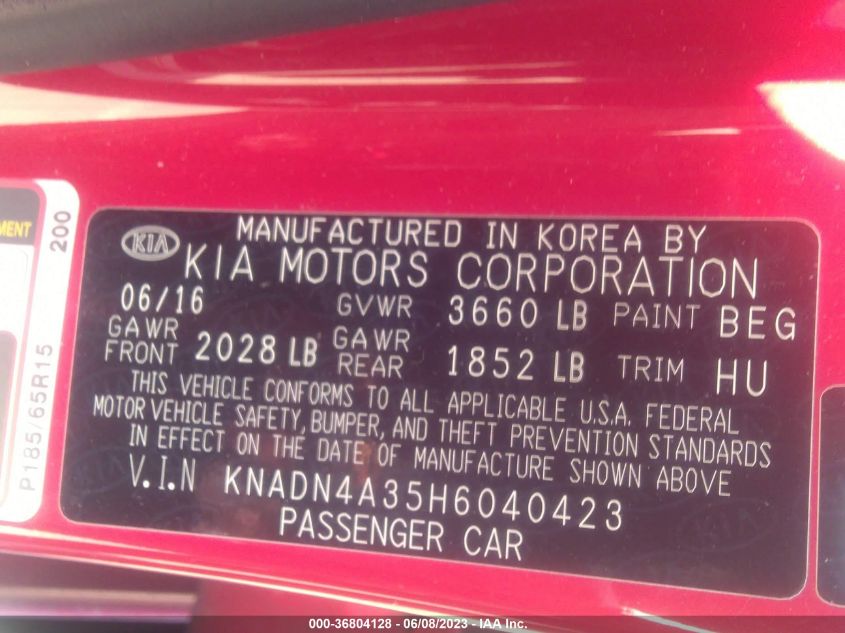 MENT
200
P185/65R15
KIA
MANUFACTURED IN KOREA BY
KIA MOTORS CORPORATION
06/16 GVWR 3660 LB PAINT BEG
GAWR FRONT 2028 LB GAWR REAR 1852 LB TRIM HU
THIS VEHICLE CONFORMS TO ALL APPLICABLE U.S.A. FEDERAL
MOTOR VEHICLE SAFETY, BUMPER, AND THEFT PREVENTION STANDARDS
IN EFFECT ON THE DATE OF MANUFACTURE SHOWN ABOVE
V.I.N KNADN4A35H6040423
PASSENGER CAR
000-36804128 - 06/08/2023 - IAA Inc.